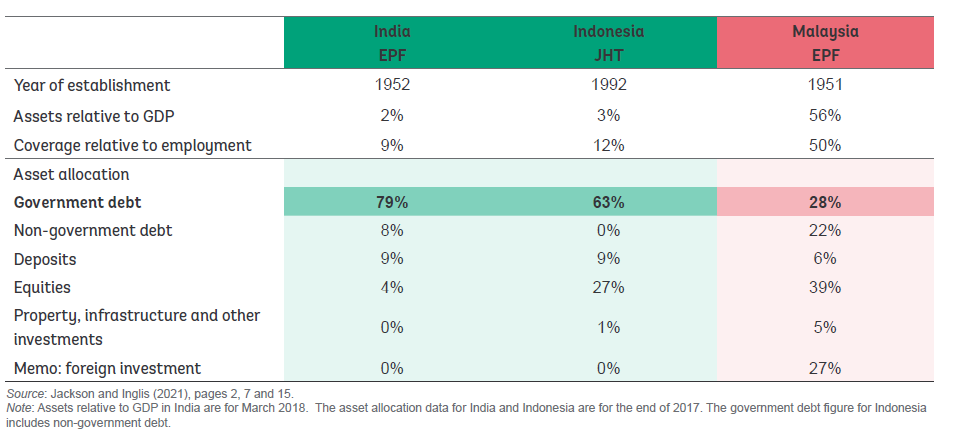 India Indonesia Malaysia
EPF JHT EPF
Year of establishment 1952 1992 1951
Assets relative to GDP 2% 3% 56%
Coverage relative to employment 9% 12% 50%
Asset allocation
Government debt 79% 63% 28%
Non-government debt 8% 0% 22%
Deposits 9% 9% 6%
Equities 4% 27% 39%
Property, infrastructure and other
investments 0% 1% 5%
Memo: foreign investment 0% 0% 27%
Source: Jackson and Inglis (2021), pages 2, 7 and 15.
Note: Assets relative to GDP in India are for March 2018. The asset allocation data for India and Indonesia are for the end of 2017. The government debt figure for Indonesia
includes non-government debt.